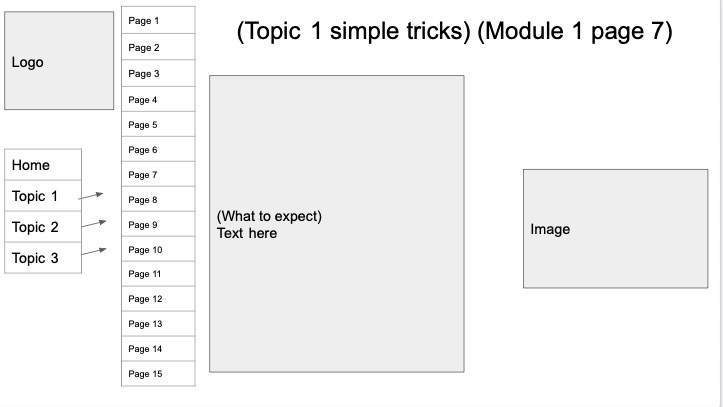 Logo
Home
Topic 1
Topic 2
Topic 3
Page 1
Page 2
Page 3
Page 4
Page 5
Page 6
Page 7
Page 8
Page 9
Page 10
Page 11
Page 12
Page 13
Page 14
Page 15
(Topic 1 simple tricks) (Module 1 page 7)
(What to expect)
Text here
Image